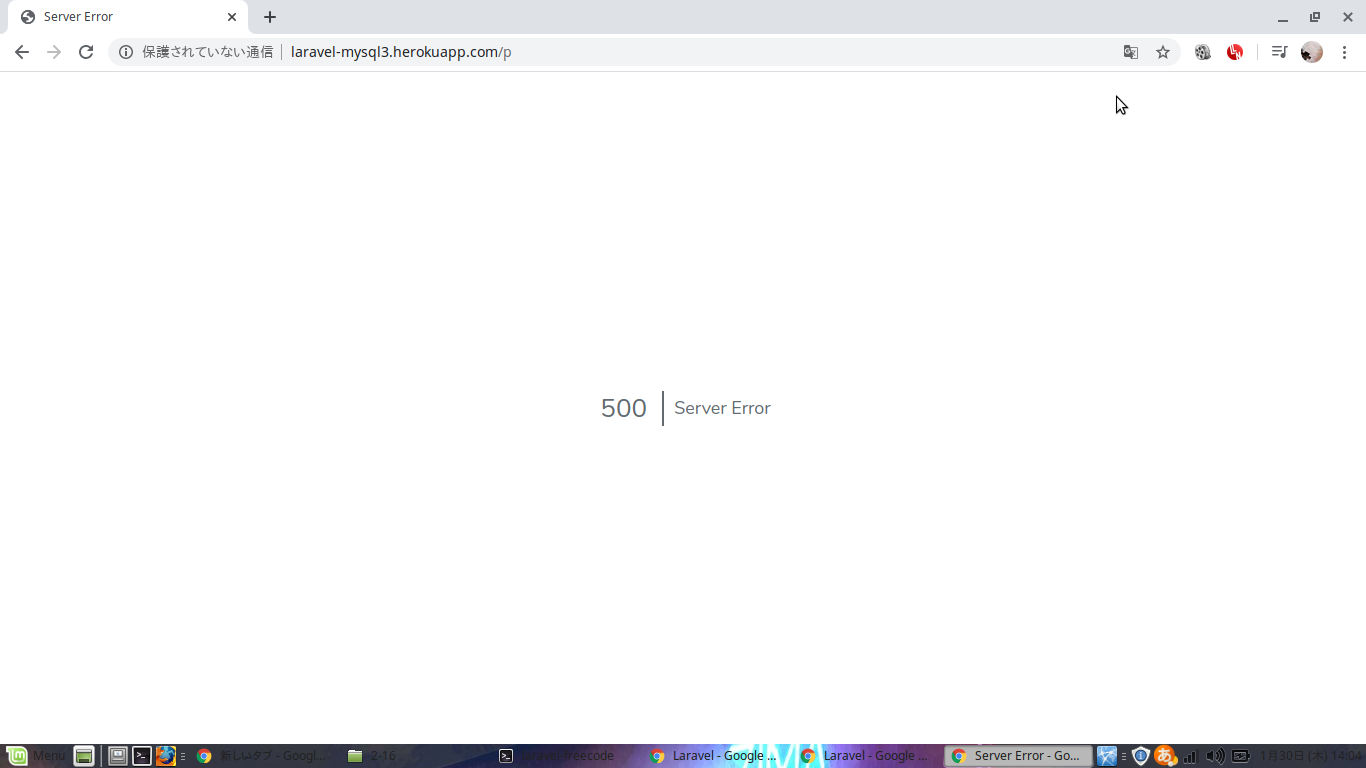 Server Error
保護されていない通信 laravel-mysql3.herokuapp.com/p
500 Server Error
Menu 新しいタブ - Googl... 2-16 Laravel - Google ... Laravel - Google ... Server Error - Go... あ 1月30日 (木) 14:04